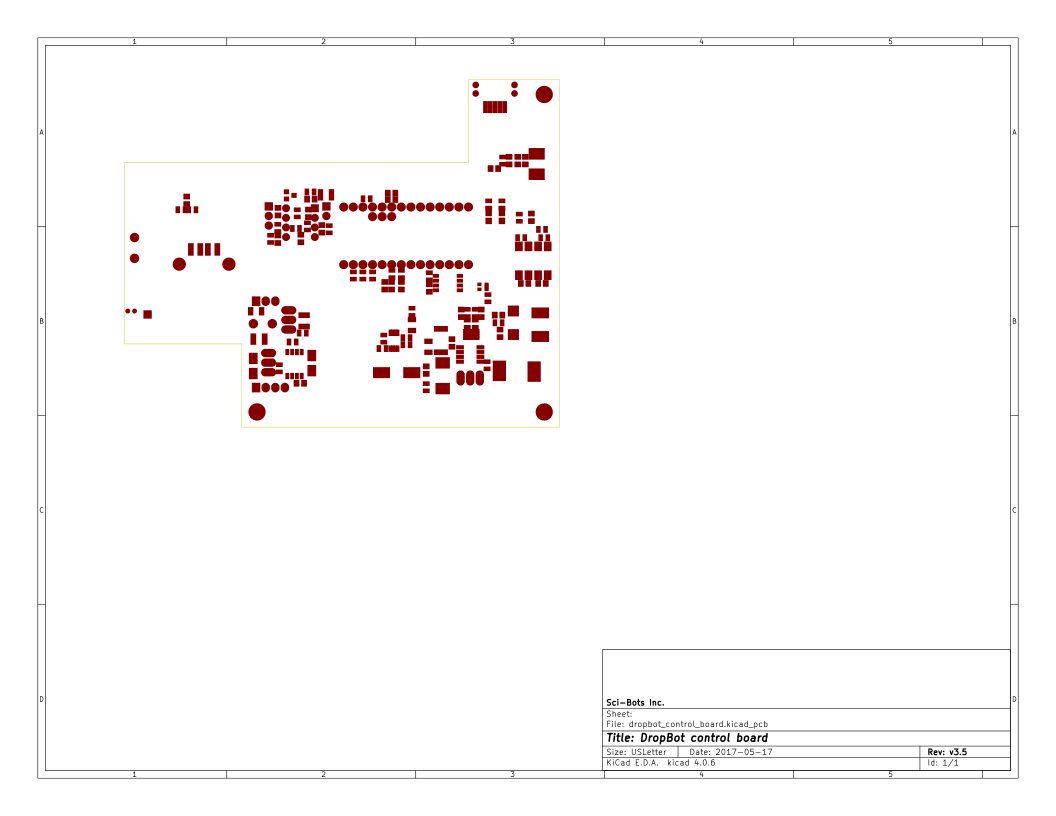 1 2 3 4 5
A A
B B
C C
D D
Sci-Bots Inc.
Sheet:
File: dropbot_control_board.kicad_pcb
Title: DropBot control board
Size: USLetter Date: 2017-05-17 Rev: v3.5
KiCad E.D.A. kicad 4.0.6 Id: 1/1
1 2 3 4 5